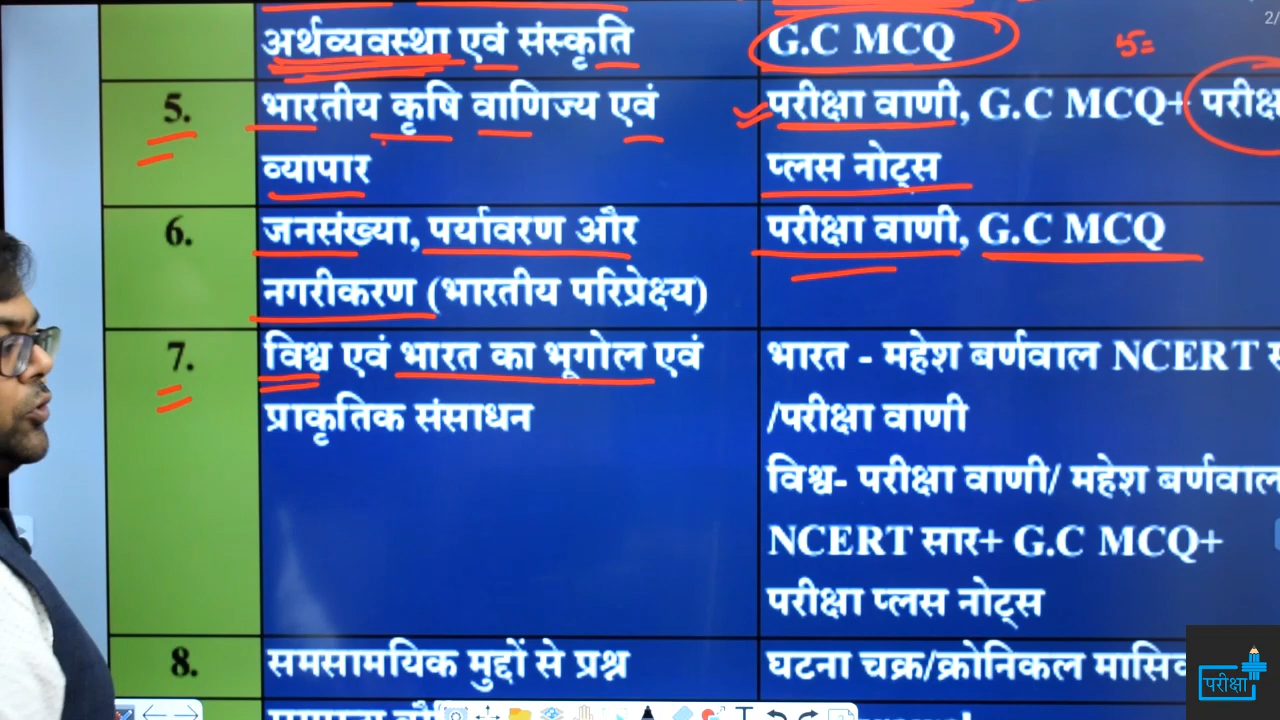 2/
अर्थव्यवस्था एवं संस्कृति
G.C MCQ
5=
5.
भारतीय कृषि वाणिज्य एवं
व्यापार
परीक्षा वाणी, G.C MCQ+
प्लस नोट्स
6.
जनसंख्या, पर्यावरण और
नगरीकरण (भारतीय परिप्रेक्ष्य)
परीक्षा वाणी, G.C MCQ
7.
विश्व एवं भारत का भूगोल एवं
प्राकृतिक संसाधन
भारत - महेश बर्णवाल NCERT
/परीक्षा वाणी
विश्व- परीक्षा वाणी/ महेश बर्णवाल
NCERT सार+ G.C MCQ+
परीक्षा प्लस नोट्स
8.
समसामयिक मुद्दों से प्रश्न
घटना चक्र/क्रोनिकल
परीक्षा